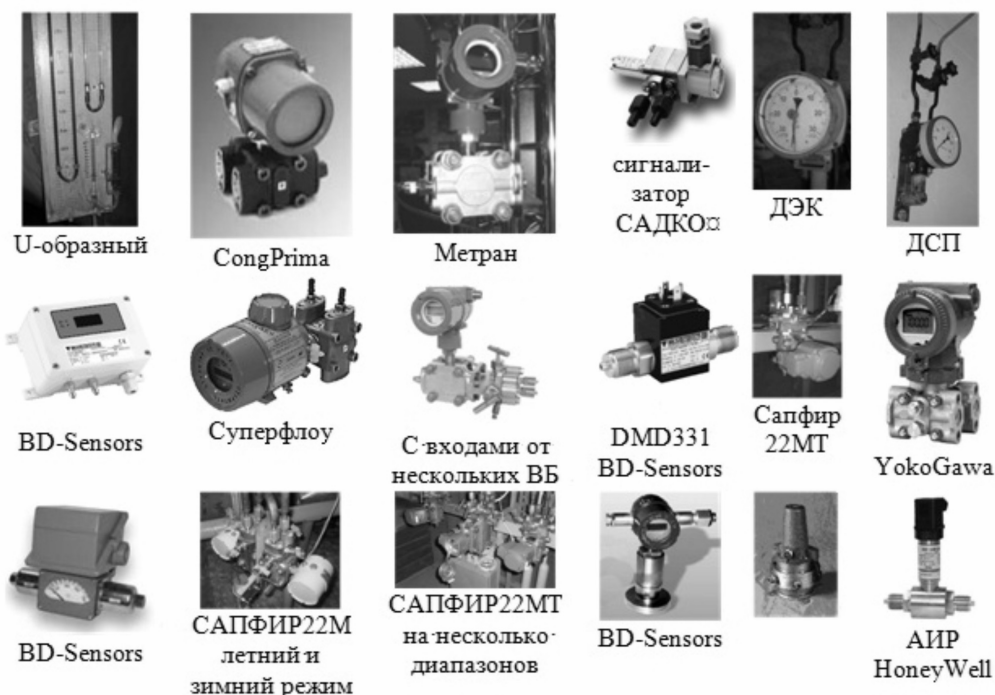 U-образный
CongPrima
Метран
сигнали-
затор
САДКО¤
ДЭК
ДСП
BD-Sensors
Суперфлоу
С·входами от
нескольких ВБ
DMD331
BD-Sensors
Сапфир
22МТ
YokoGawa
BD-Sensors
САПФИР22М
летний·и
зимний режим
САПФИР22МТ
на·несколько·
диапазонов
BD-Sensors
АИР
HoneyWell